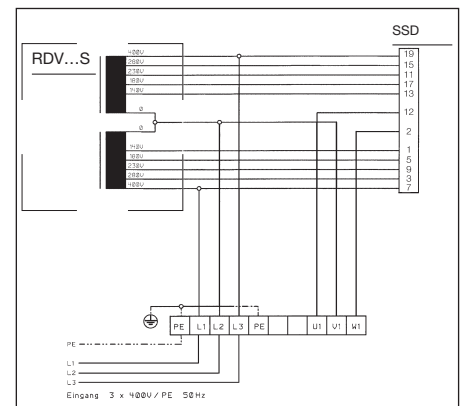 SSD
RDV...S
400V 19
280V 15
230V 11
180V 17
140V 13
0 12
0 2
140V 1
180V 5
230V 9
280V 3
400V 7
PE L1 L2 L3 PE U1 V1 W1
PE
L1
L2
L3
Eingang 3 x 400V/PE 50Hz